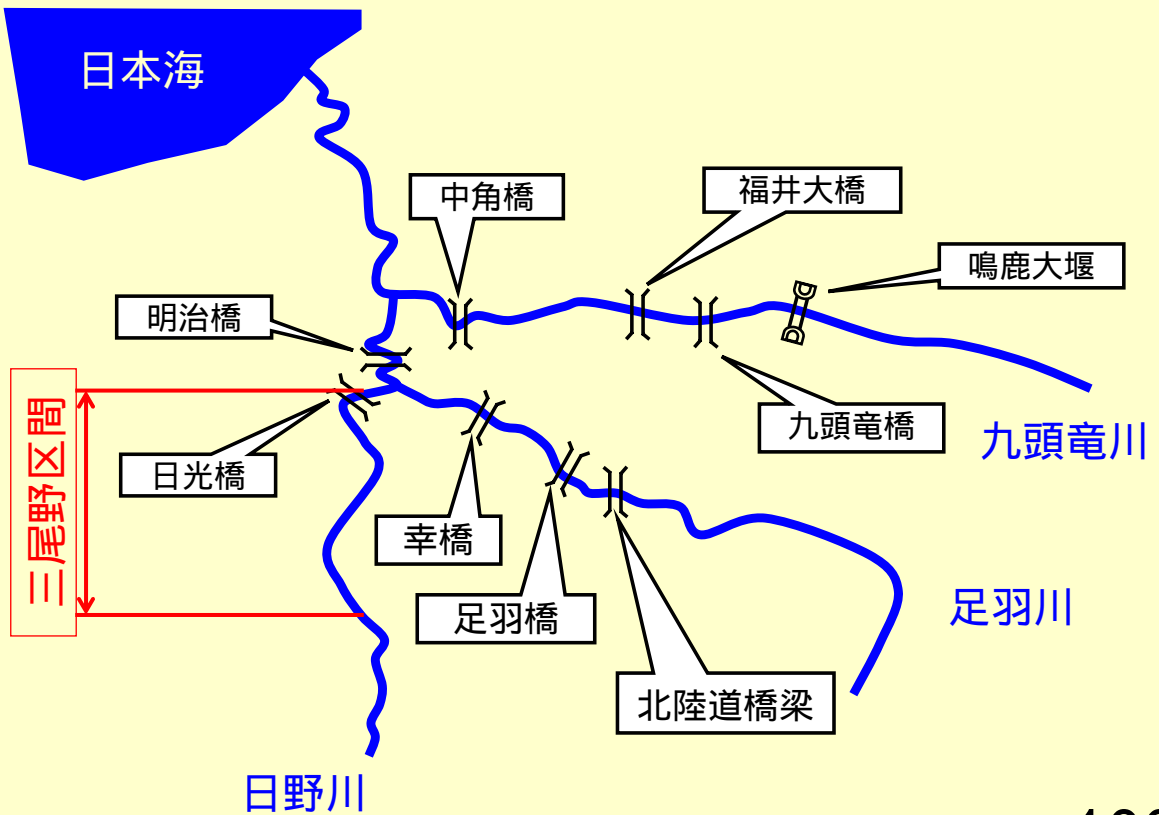 日本海
中角橋
福井大橋
鳴鹿大堰
明治橋
三尾野区間
日光橋
九頭竜橋
九頭竜川
幸橋
足羽橋
足羽川
北陸道橋梁
日野川